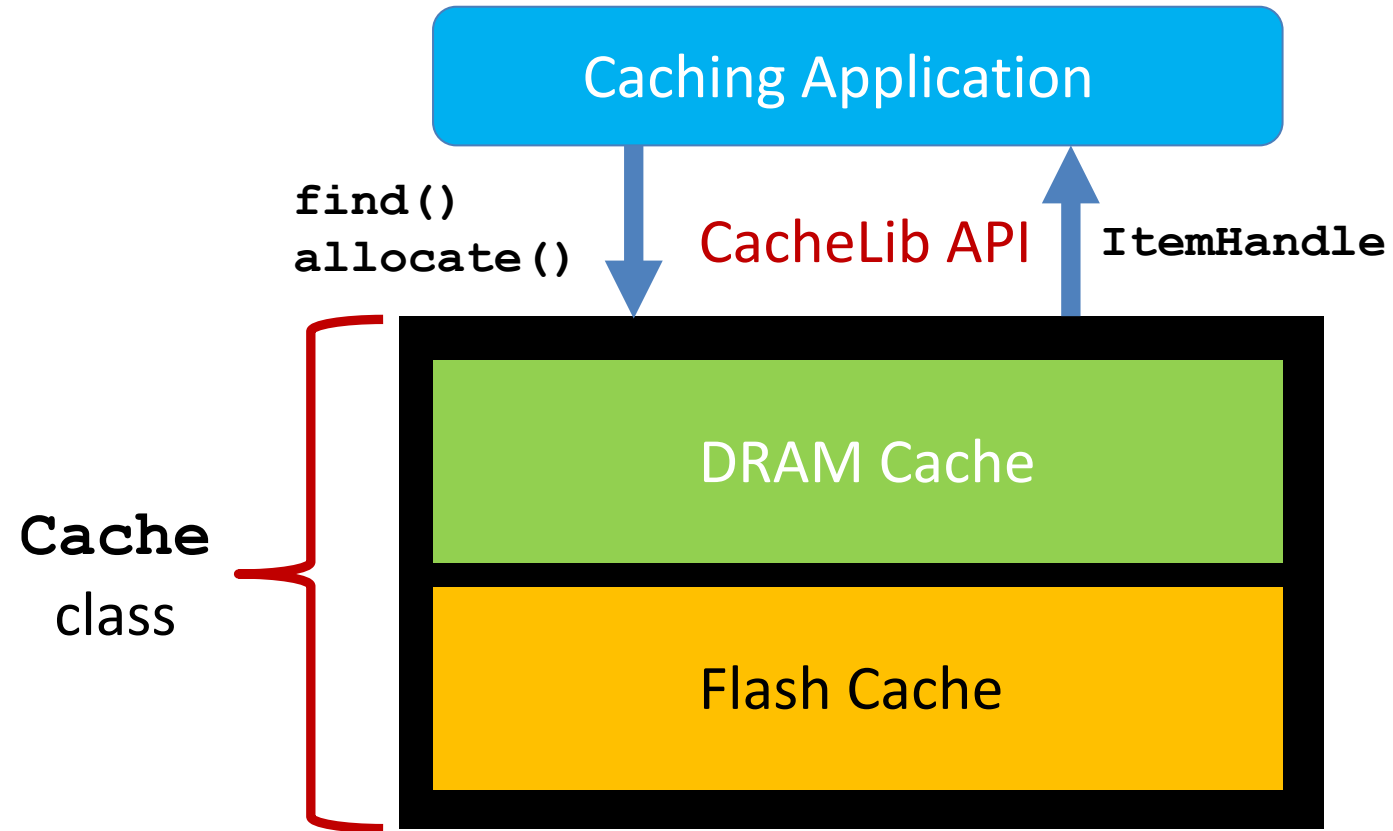 Caching Application
find()
allocate()
CacheLib API
ItemHandle
DRAM Cache
Cache
class
Flash Cache